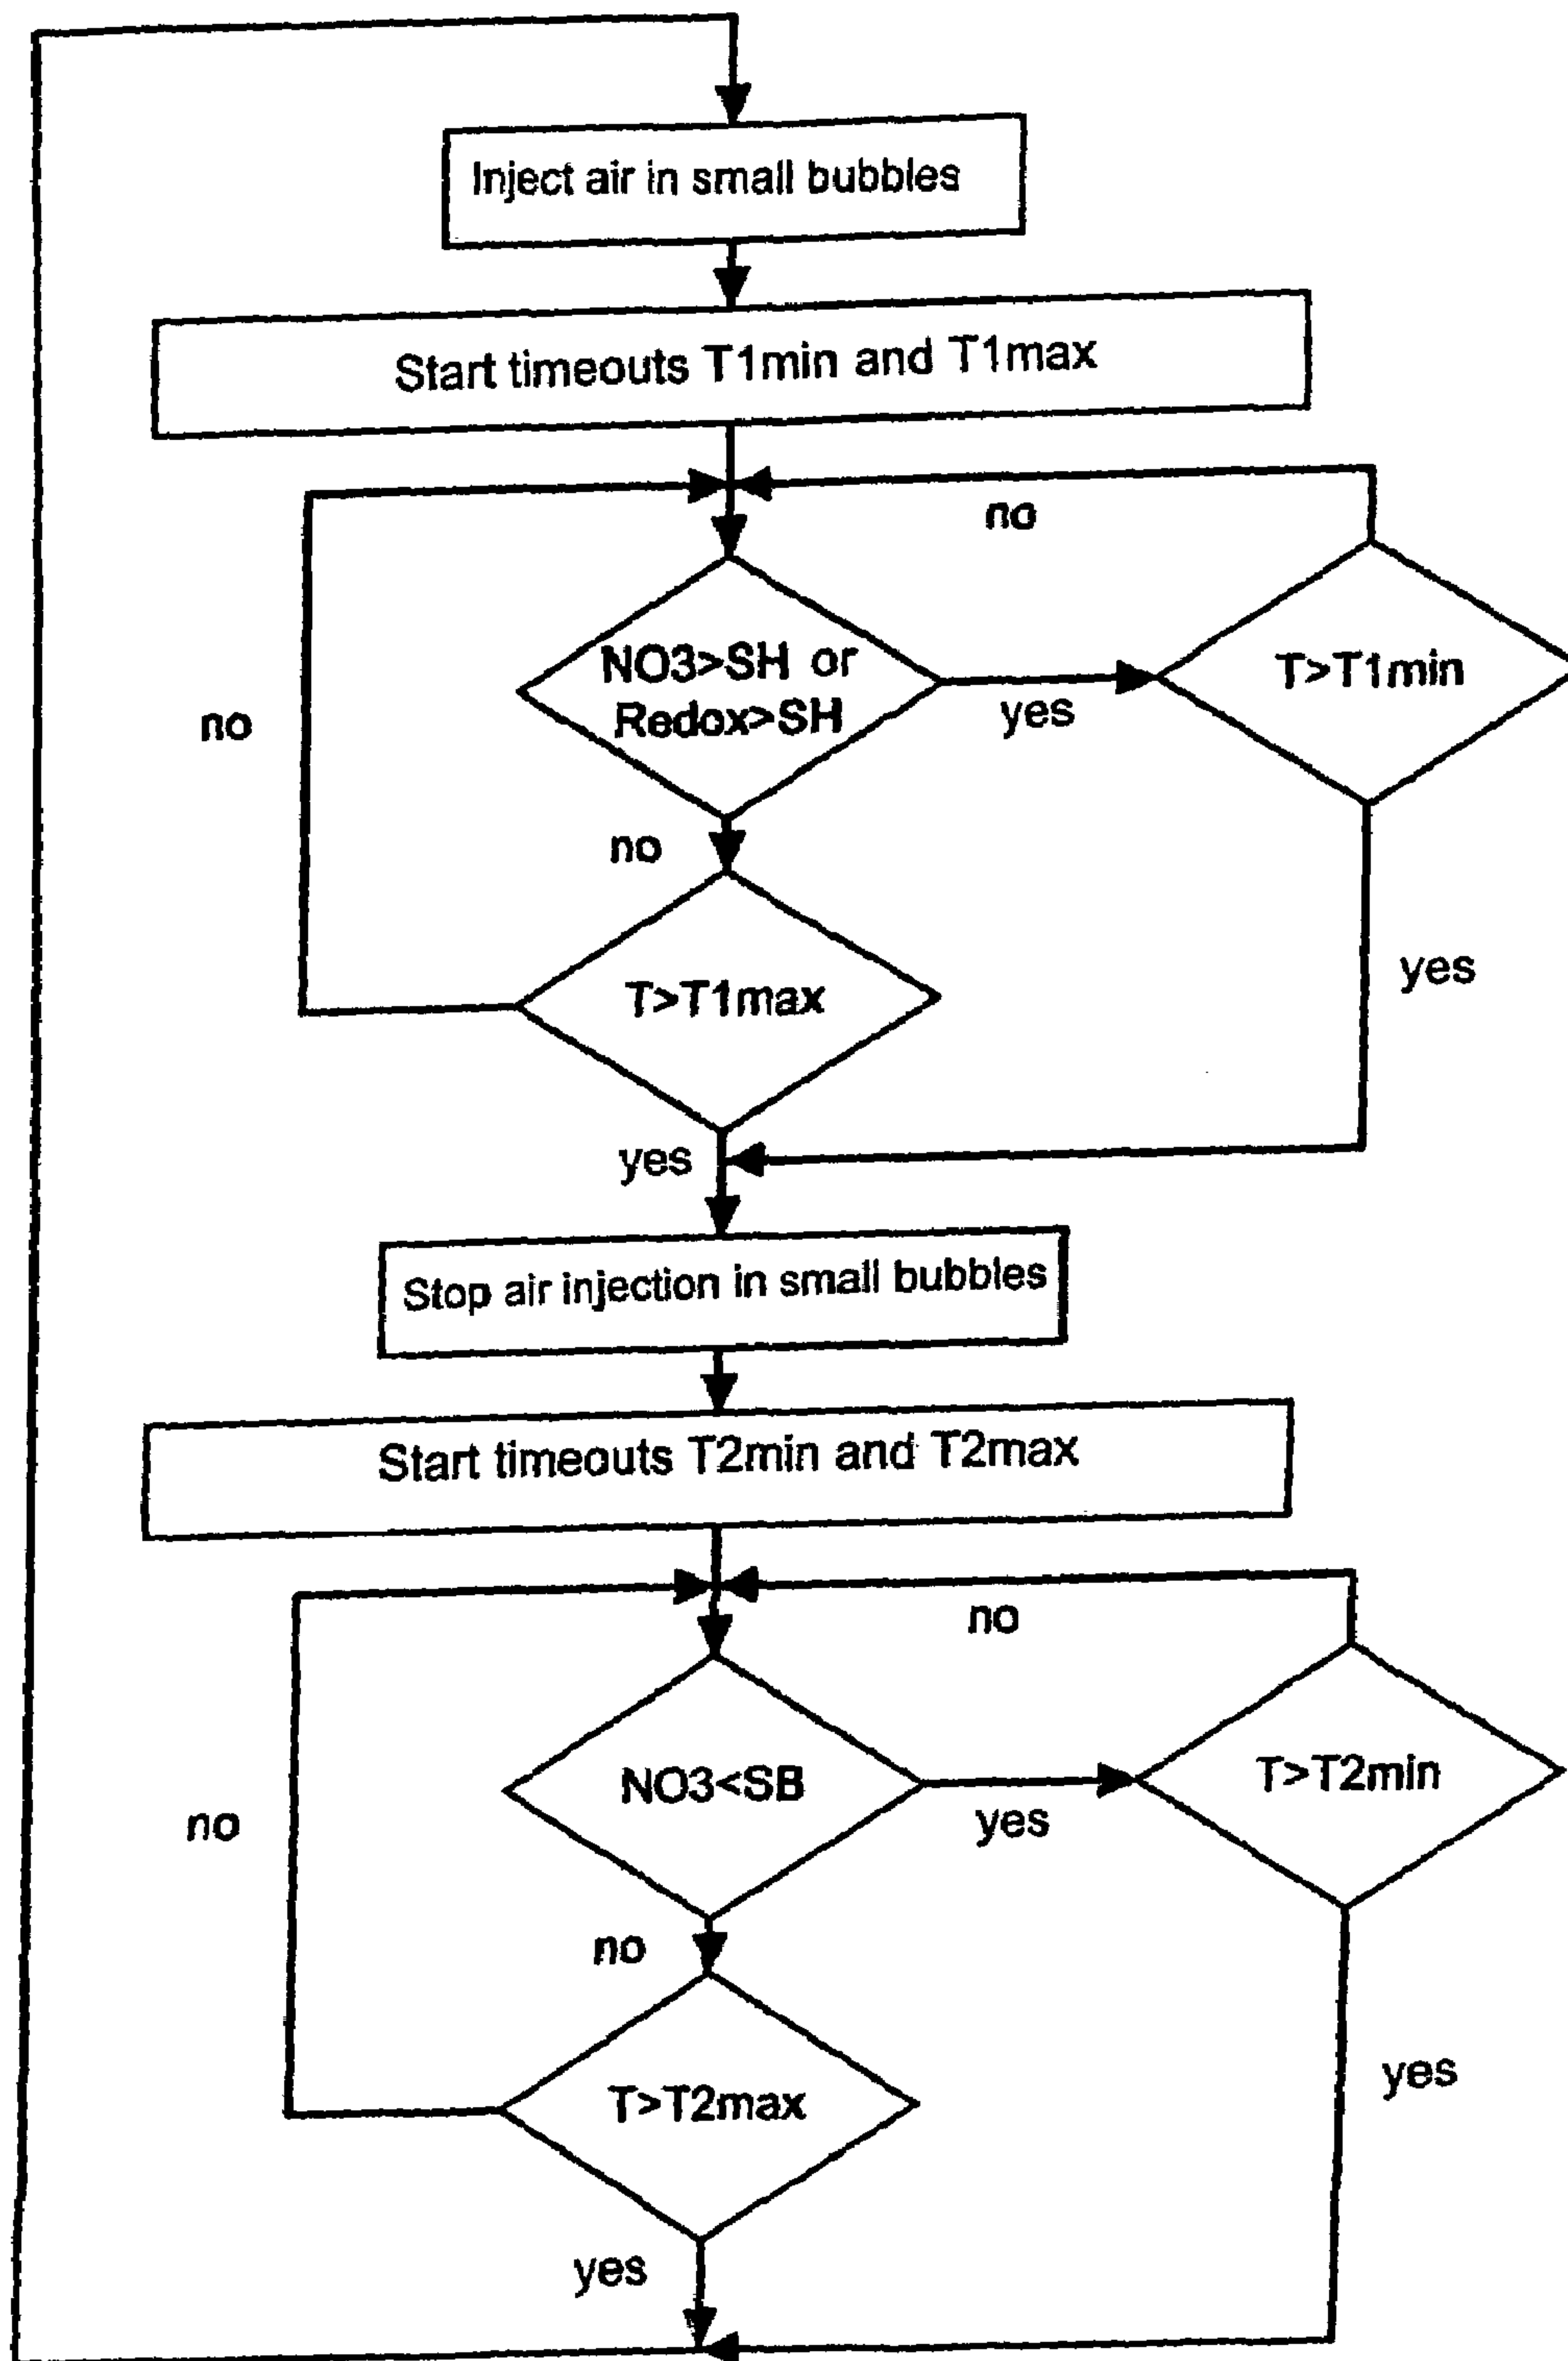 Inject air in small bubbles
Start timeouts T1min and T1max
no
NO3>SH or
Redox>SH
yes
T>T1min
no
no
T>T1max
yes
yes
Stop air injection in small bubbles
Start timeouts T2min and T2max
no
NO3<SB
yes
T>T2min
no
no
T>T2max
yes
yes